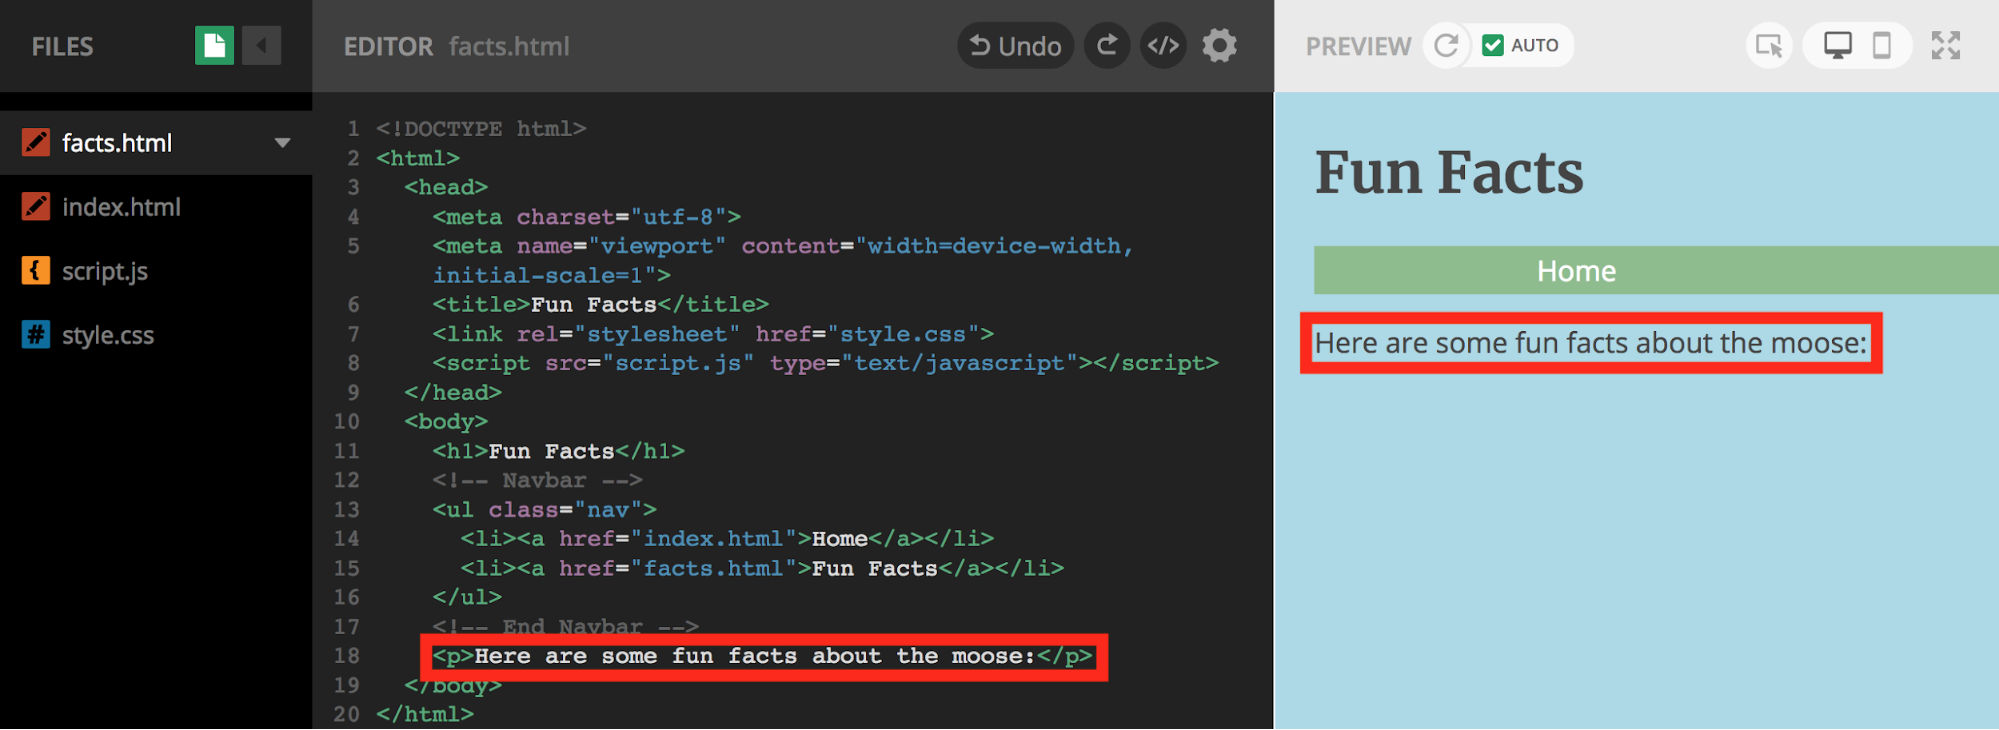 FILES
facts.html
index.html
script.js
style.css
EDITOR facts.html
Undo
1 <!DOCTYPE html>
2 <html>
3 <head>
4 <meta charset="utf-8">
5 <meta name="viewport" content="width=device-width,
initial-scale=1">
6 <title>Fun Facts</title>
7 <link rel="stylesheet" href="style.css">
8 <script src="script.js" type="text/javascript"></script>
9 </head>
10 <body>
11 <h1>Fun Facts</h1>
12 <!-- Navbar -->
13 <ul class="nav">
14 <li><a href="index.html">Home</a></li>
15 <li><a href="facts.html">Fun Facts</a></li>
16 </ul>
17 <!-- End Navbar -->
18 <p>Here are some fun facts about the moose:</p>
19 </body>
20 </html>
PREVIEW AUTO
Fun Facts
Home
Here are some fun facts about the moose: